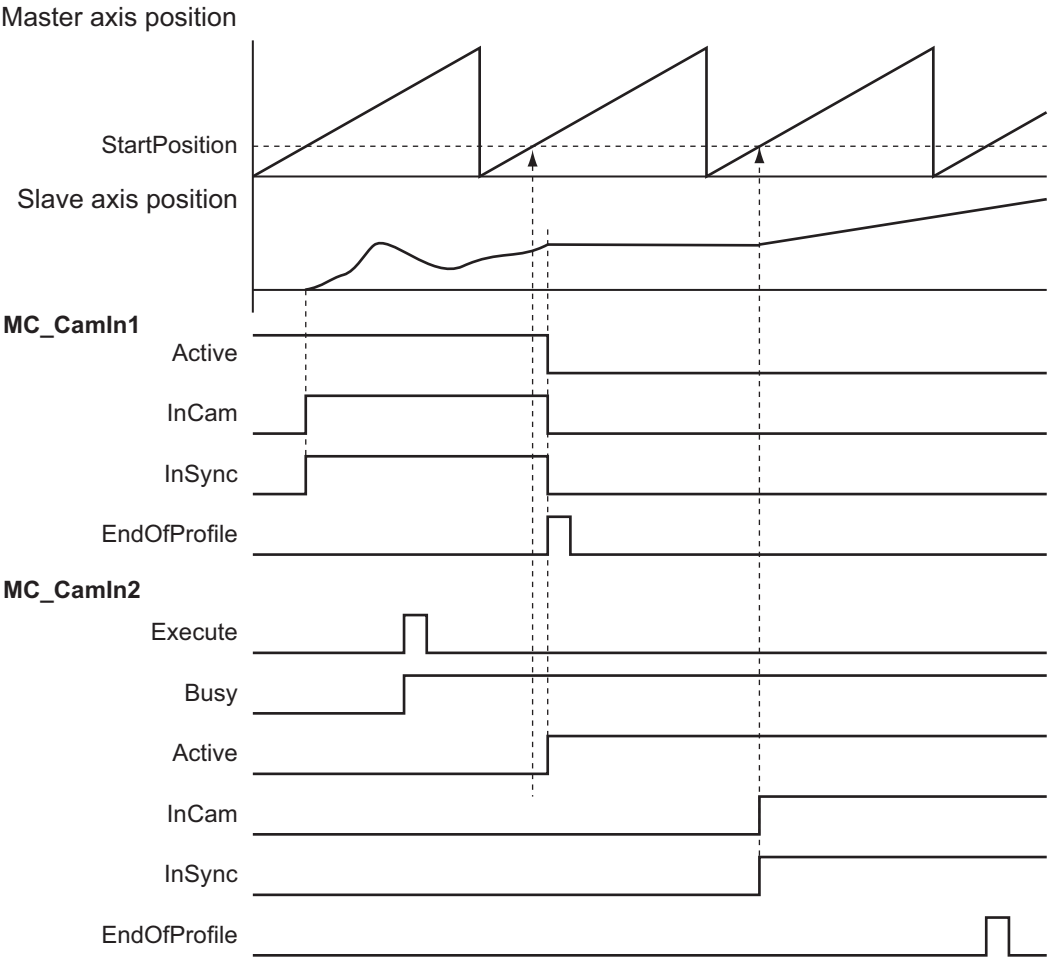 Master axis position
StartPosition
Slave axis position
MC_CamIn1
Active
InCam
InSync
EndOfProfile
MC_CamIn2
Execute
Busy
Active
InCam
InSync
EndOfProfile